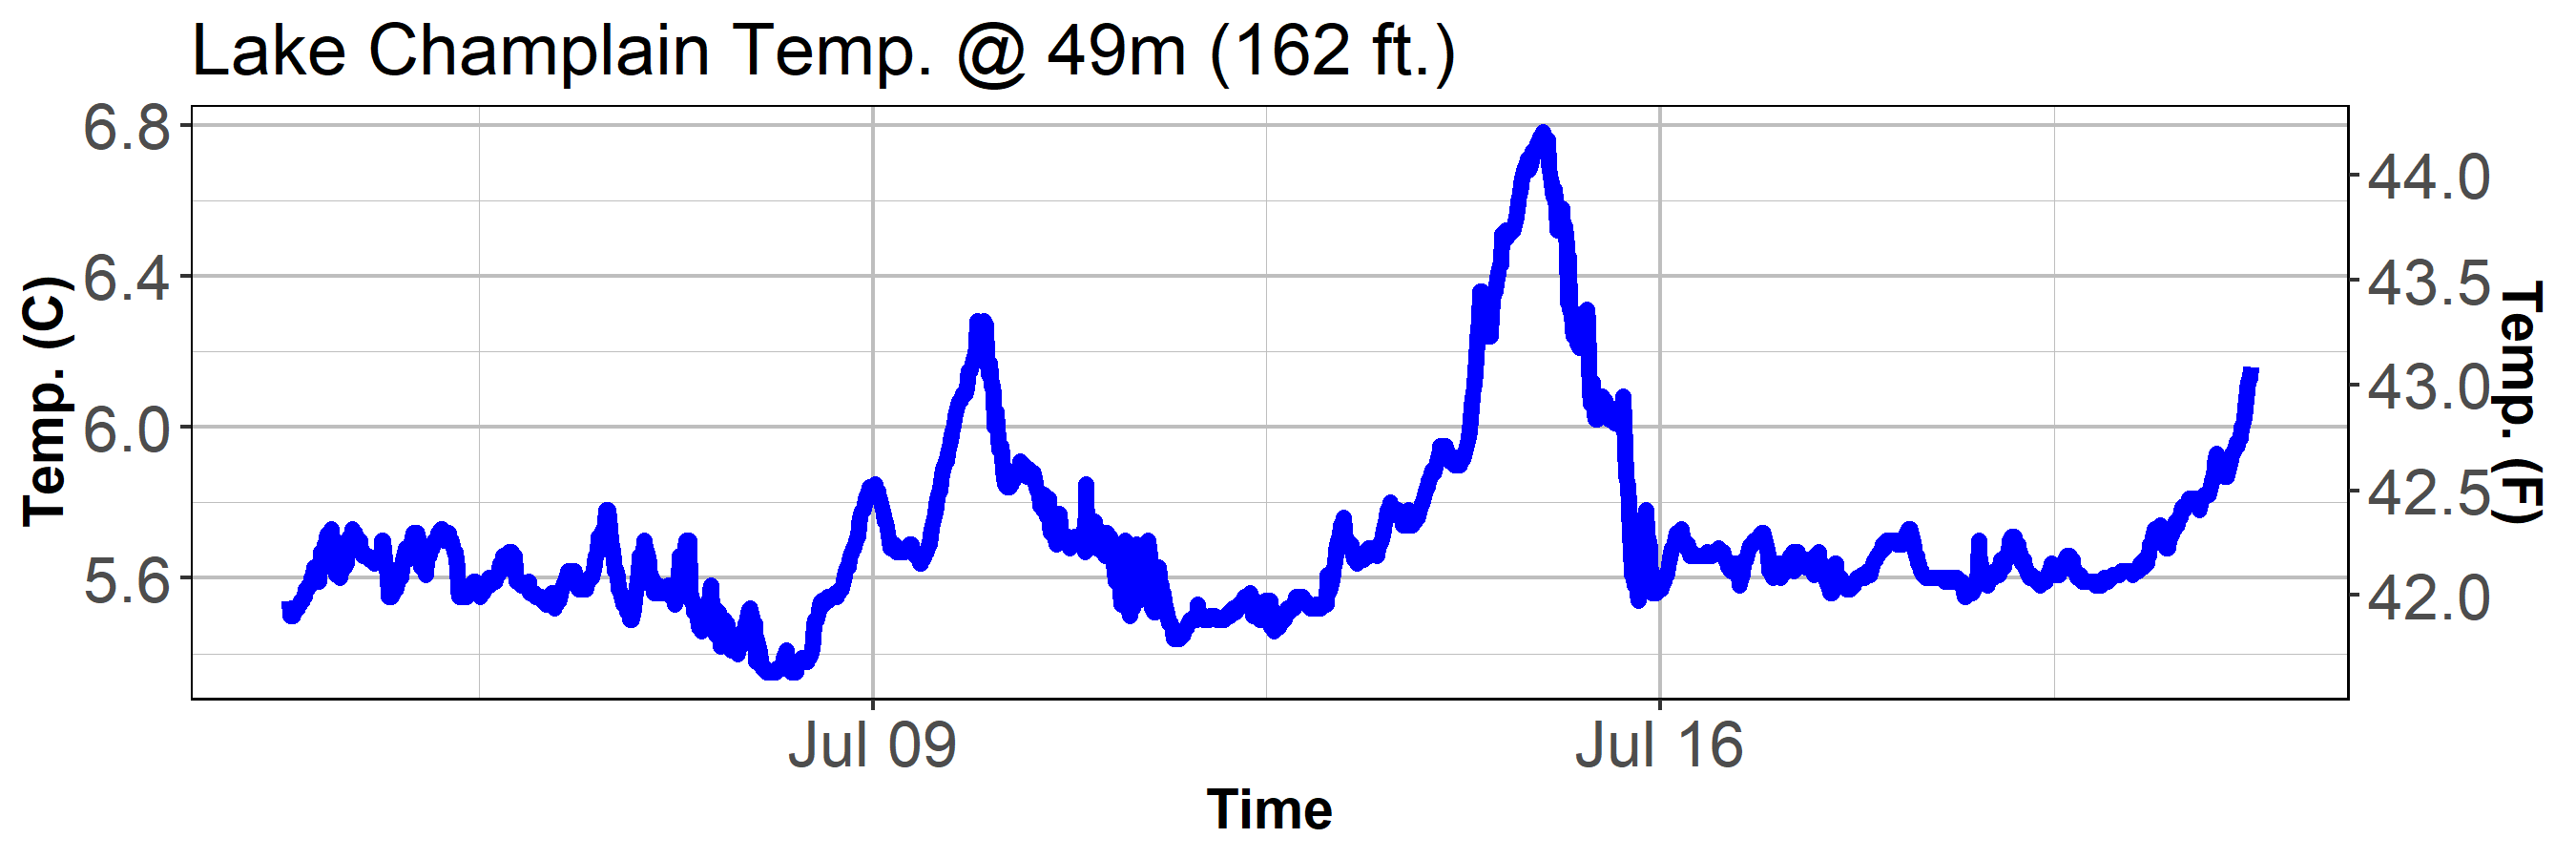 Lake Champlain Temp. @ 49m (162 ft.)
6.8
6.4
6.0
5.6
Temp. (C)
44.0
43.5
43.0
42.5
42.0
Temp. (F)
Jul 09
Jul 16
Time